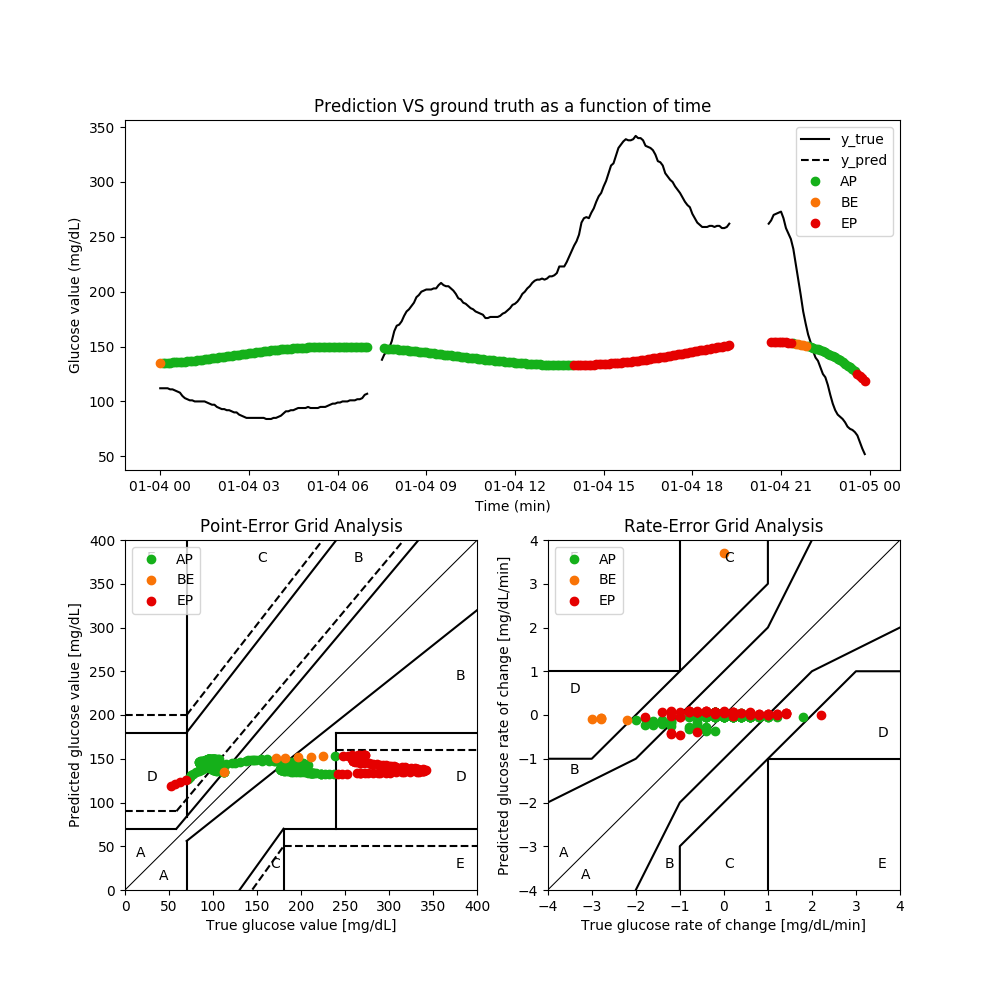 Prediction VS ground truth as a function of time
Glucose value (mg/dL)
350
300
250
200
150
100
50
y_true
y_pred
AP
BE
EP
01-04 00 01-04 03 01-04 06 01-04 09 01-04 12 01-04 15 01-04 18 01-04 21 01-05 00
Time (min)
Point-Error Grid Analysis
Predicted glucose value [mg/dL]
400
350
300
250
200
150
100
50
0
AP
BE
EP
C
B
B
D
D
A
A
C
E
0 50 100 150 200 250 300 350 400
True glucose value [mg/dL]
Rate-Error Grid Analysis
Predicted glucose rate of change [mg/dL/min]
4
3
2
1
0
−1
−2
−3
−4
AP
BE
EP
C
D
D
B
A
A
B
C
E
−4 −3 −2 −1 0 1 2 3 4
True glucose rate of change [mg/dL/min]